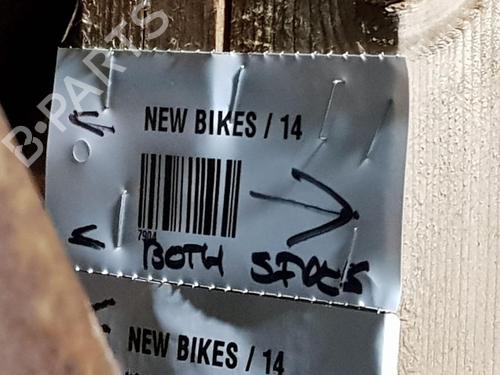 B-PARTS
NEW BIKES / 14
7904
BOTH SIDES
NEW BIKES / 14